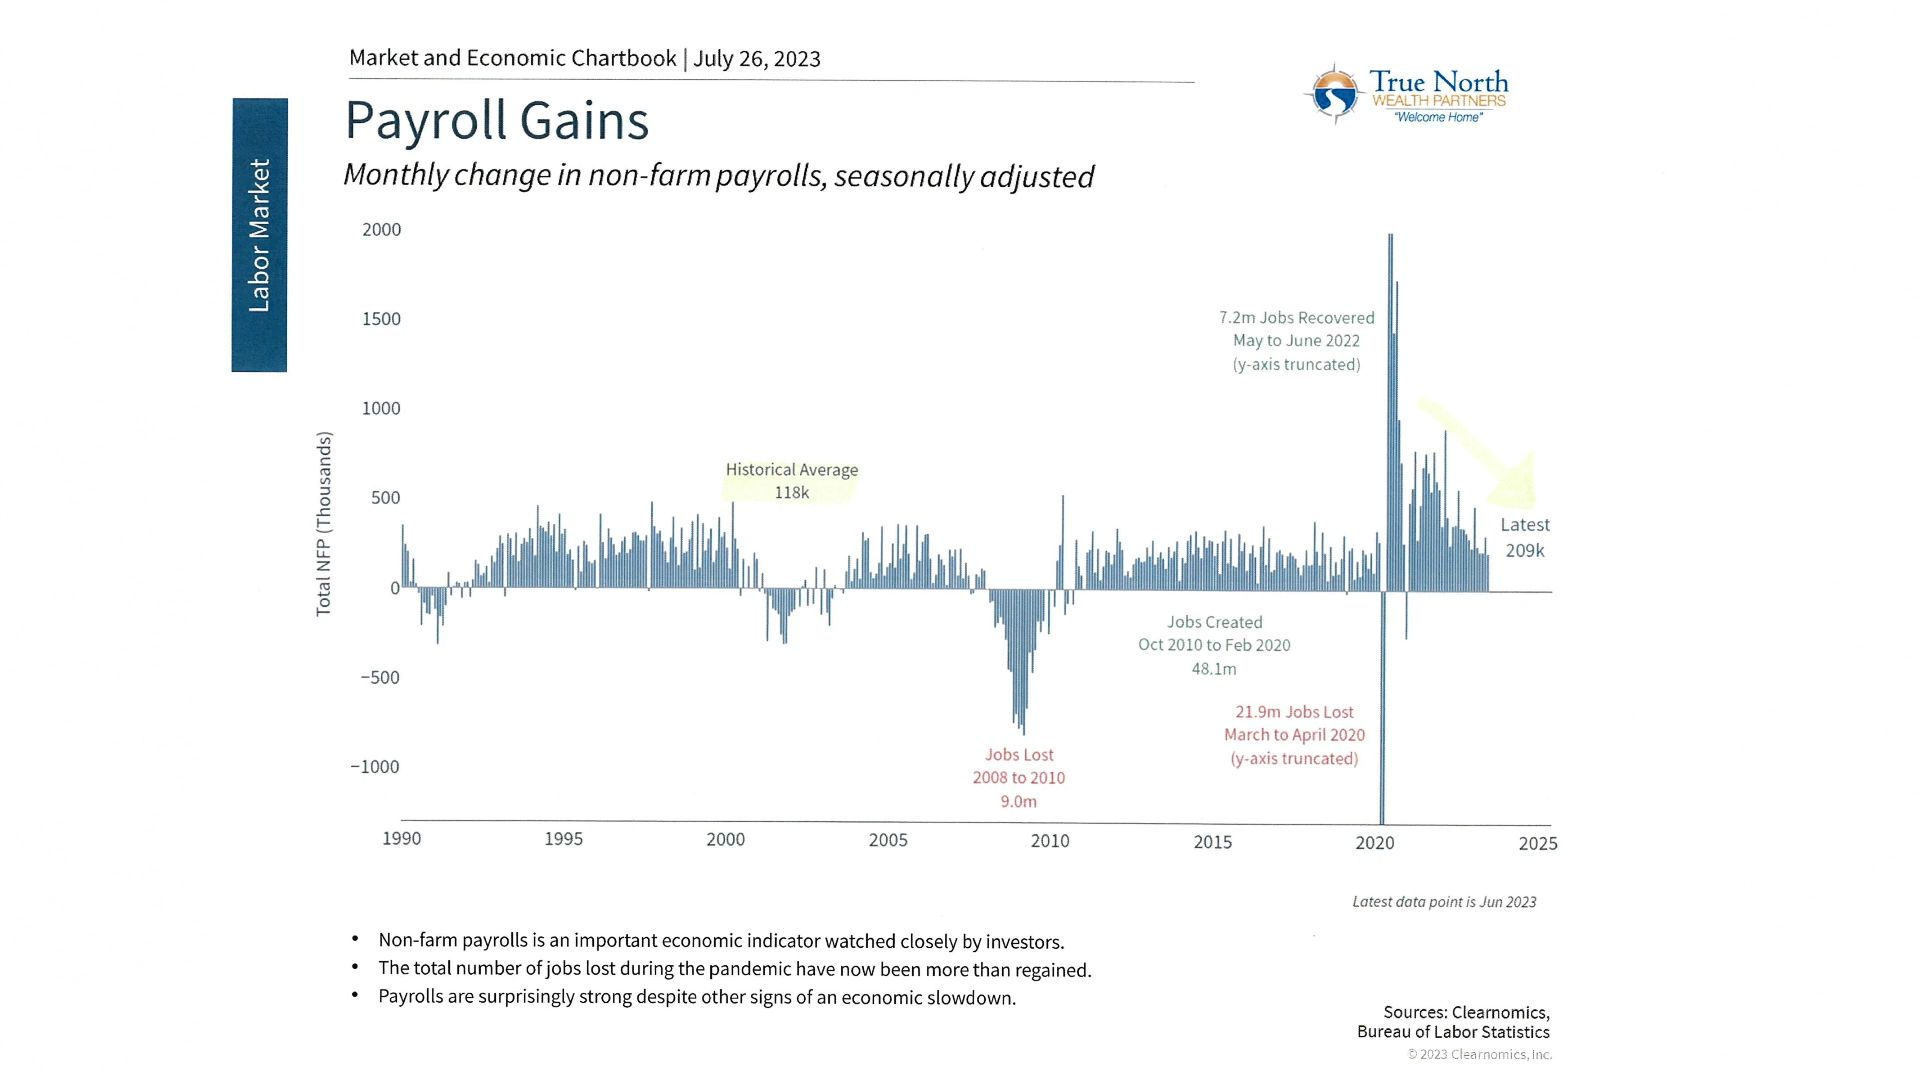 Market and Economic Chartbook | July 26, 2023
True North
WEALTH PARTNERS
"Welcome Home"
Labor Market
Payroll Gains
Monthly change in non-farm payrolls, seasonally adjusted
Total NFP (Thousands)
2000
1500
1000
500
0
−500
−1000
7.2m Jobs Recovered
May to June 2022
(y-axis truncated)
Historical Average
118k
Latest
209k
Jobs Created
Oct 2010 to Feb 2020
48.1m
21.9m Jobs Lost
March to April 2020
(y-axis truncated)
Jobs Lost
2008 to 2010
9.0m
1990 1995 2000 2005 2010 2015 2020 2025
Latest data point is Jun 2023
• Non-farm payrolls is an important economic indicator watched closely by investors.
• The total number of jobs lost during the pandemic have now been more than regained.
• Payrolls are surprisingly strong despite other signs of an economic slowdown.
Sources: Clearnomics,
Bureau of Labor Statistics
© 2023 Clearnomics, Inc.